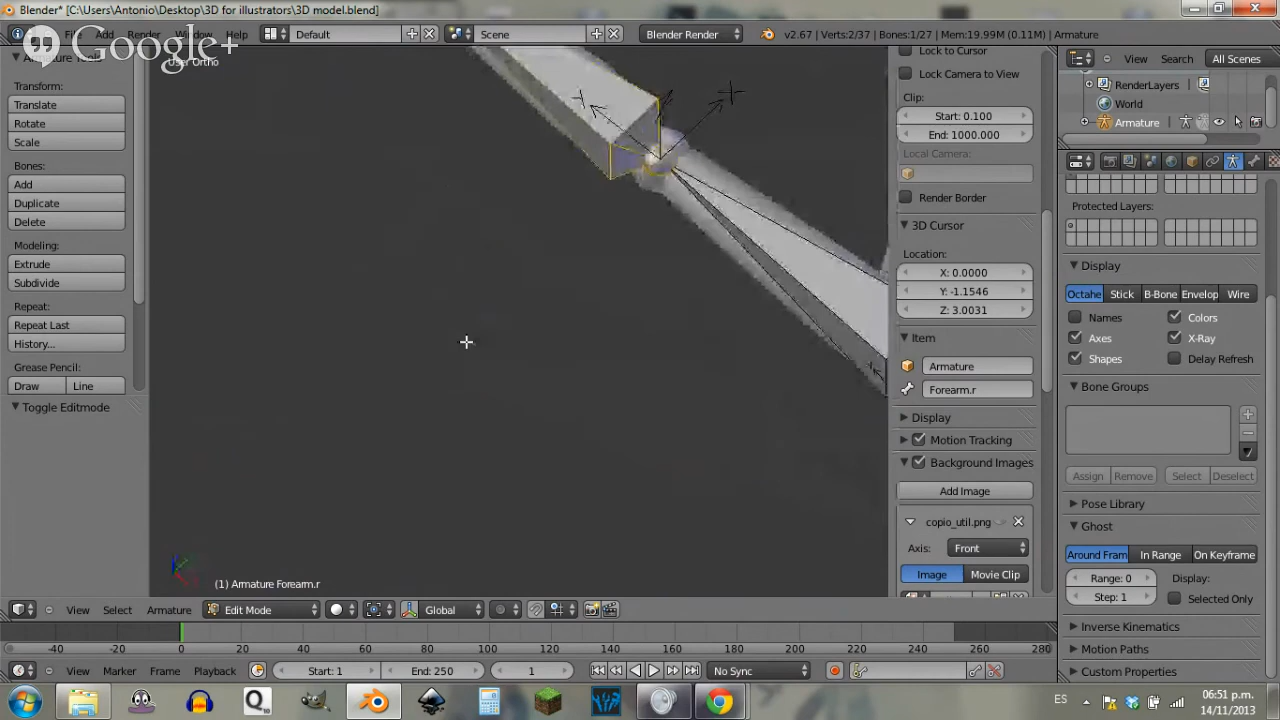 Blender* [C:\Users\Antonio\Desktop\3D for illustrators\3D model.blend]
File Add Render Window Help
Default
Scene
Blender Render
v2.67 | Verts:2/37 | Bones:1/27 | Mem:19.99M (0.11M) | Armature
Google+
User Ortho
Armature Tools
Transform:
Translate
Rotate
Scale
Bones:
Add
Duplicate
Delete
Modeling:
Extrude
Subdivide
Repeat:
Repeat Last
History...
Grease Pencil:
Draw
Line
Toggle Editmode
(1) Armature Forearm.r
Lock to Cursor
Lock Camera to View
Clip:
Start: 0.100
End: 1000.000
Local Camera:
Render Border
3D Cursor
Location:
X: 0.0000
Y: -1.1546
Z: 3.0031
Item
Armature
Forearm.r
Display
Motion Tracking
Background Images
Add Image
copio_util.png
Axis: Front
Image Movie Clip
View Search All Scenes
RenderLayers
World
Armature
Protected Layers:
Display
Octahe Stick B-Bone Envelop Wire
Names Colors
Axes X-Ray
Shapes Delay Refresh
Bone Groups
Assign Remove Select Deselect
Pose Library
Ghost
Around Fram In Range On Keyframe
Range: 0 Display:
Step: 1 Selected Only
Inverse Kinematics
Motion Paths
Custom Properties
View Select Armature Edit Mode Global
-40 -20 0 20 40 60 80 100 120 140 160 180 200 220 240 260 280
View Marker Frame Playback Start: 1 End: 250 1 No Sync
ES
06:51 p.m.
14/11/2013